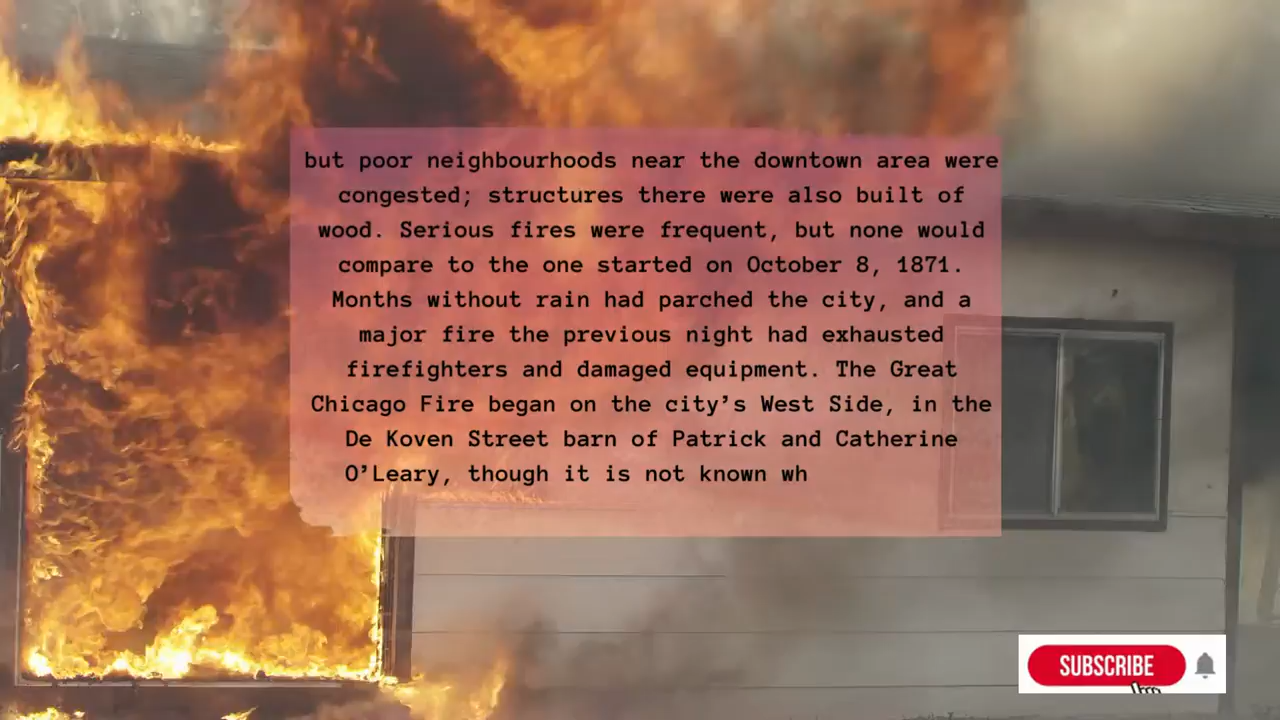 but poor neighbourhoods near the downtown area were
congested; structures there were also built of
wood. Serious fires were frequent, but none would
compare to the one started on October 8, 1871.
Months without rain had parched the city, and a
major fire the previous night had exhausted
firefighters and damaged equipment. The Great
Chicago Fire began on the city’s West Side, in the
De Koven Street barn of Patrick and Catherine
O’Leary, though it is not known wh
SUBSCRIBE